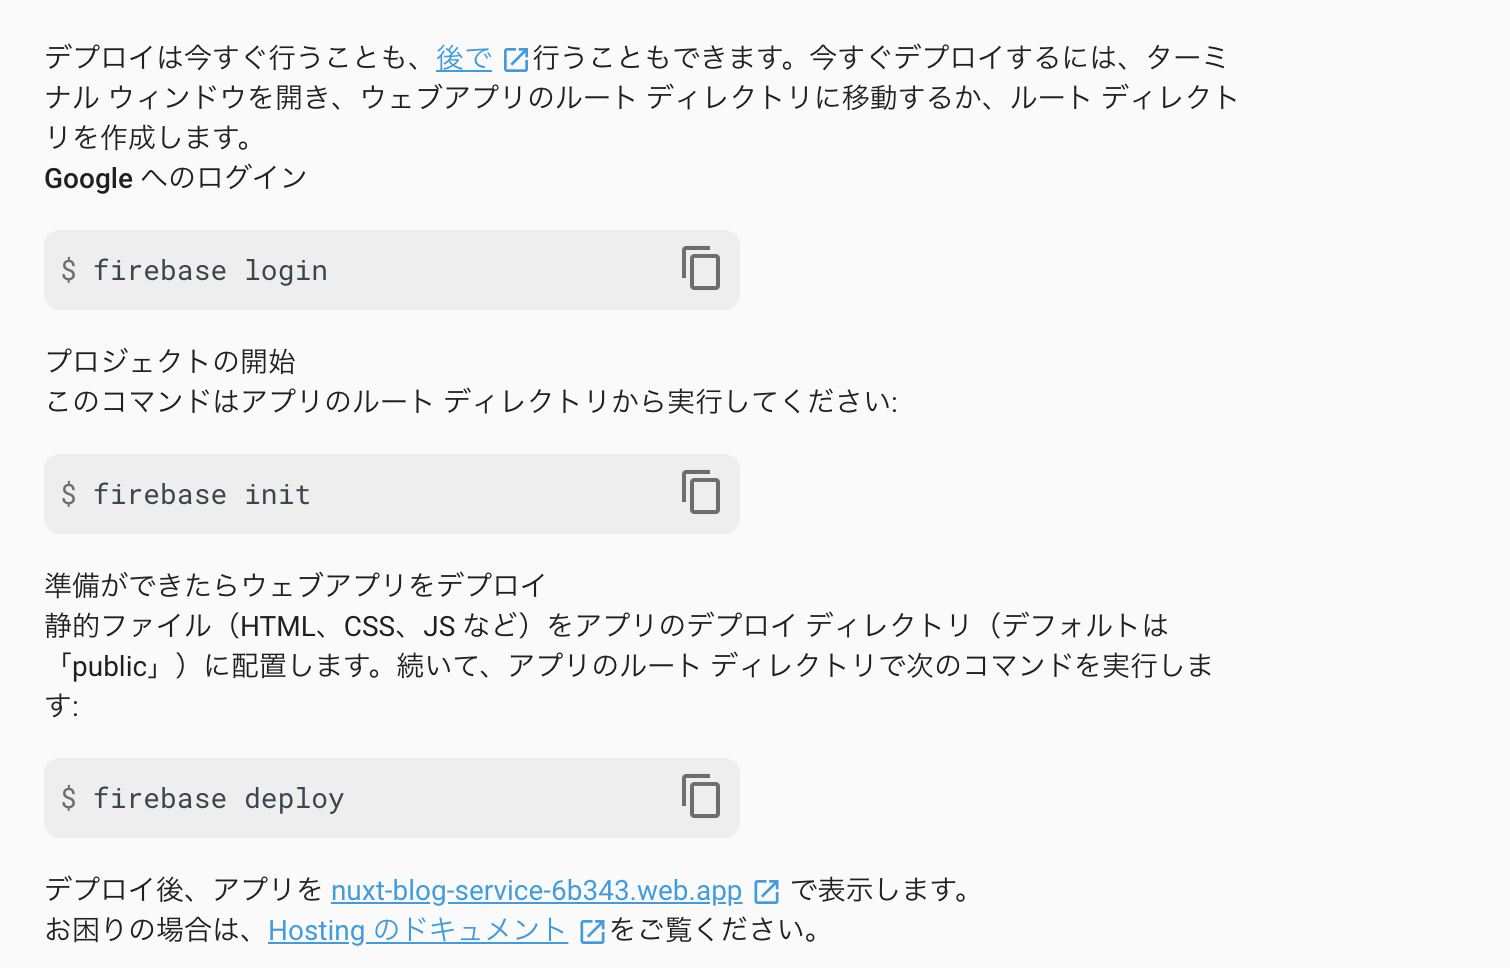 デプロイは今すぐ行うことも、後で 行うこともできます。今すぐデプロイするには、ターミ
ナル ウィンドウを開き、ウェブアプリのルート ディレクトリに移動するか、ルート ディレクト
リを作成します。
Google へのログイン
$ firebase login
プロジェクトの開始
このコマンドはアプリのルート ディレクトリから実行してください:
$ firebase init
準備ができたらウェブアプリをデプロイ
静的ファイル（HTML、CSS、JS など）をアプリのデプロイ ディレクトリ（デフォルトは
「public」）に配置します。続いて、アプリのルート ディレクトリで次のコマンドを実行しま
す:
$ firebase deploy
デプロイ後、アプリを nuxt-blog-service-6b343.web.app で表示します。
お困りの場合は、Hosting のドキュメント をご覧ください。